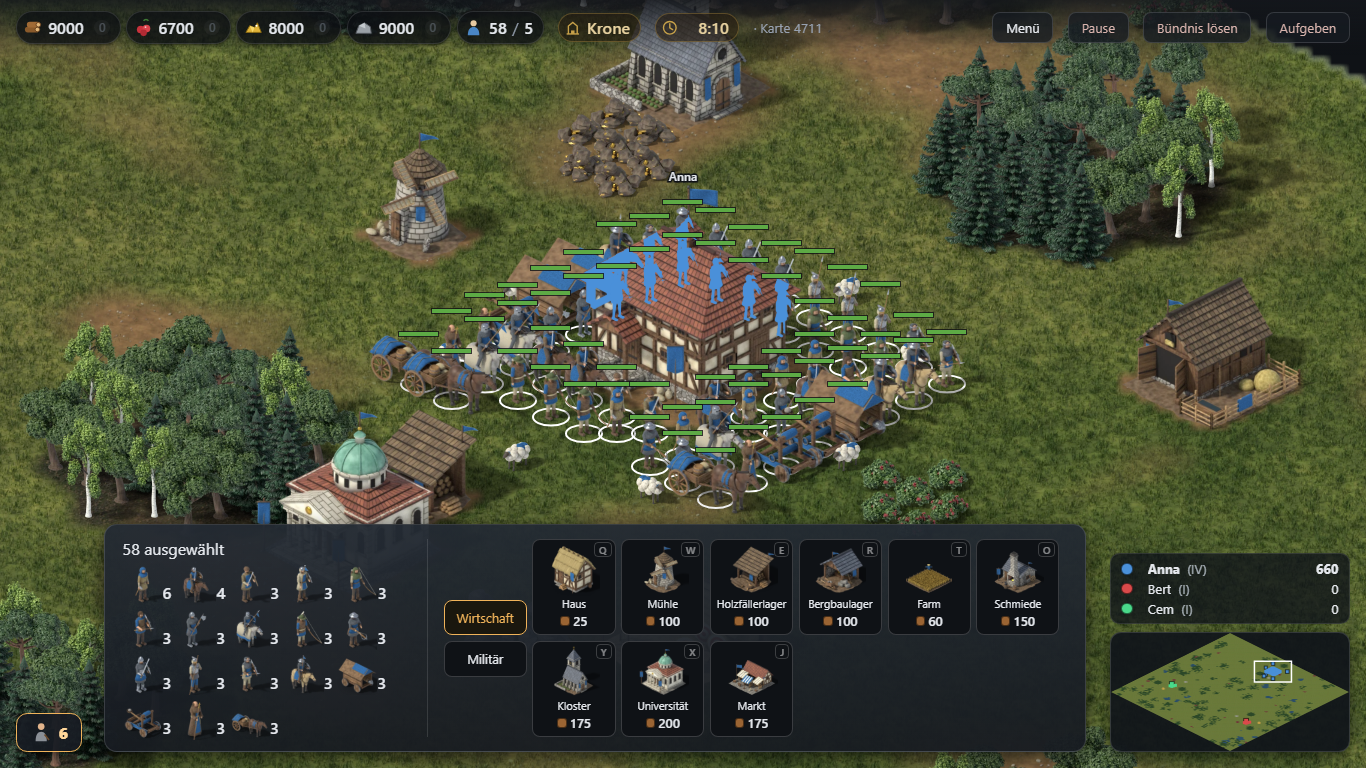 9000 0 6700 0 8000 0 9000 0 58 / 5 Krone 8:10 · Karte 4711 Menü Pause Bündnis lösen Aufgeben
Anna
58 ausgewählt
6 4 3 3 3
3 3 3 3 3
3 3 3 3 3
3 3 3
Wirtschaft
Militär
Q W E R T O
Haus Mühle Holzfällerlager Bergbaulager Farm Schmiede
25 100 100 100 60 150
Y X J
Kloster Universität Markt
175 200 175
6
Anna (IV) 660
Bert (I) 0
Cem (I) 0